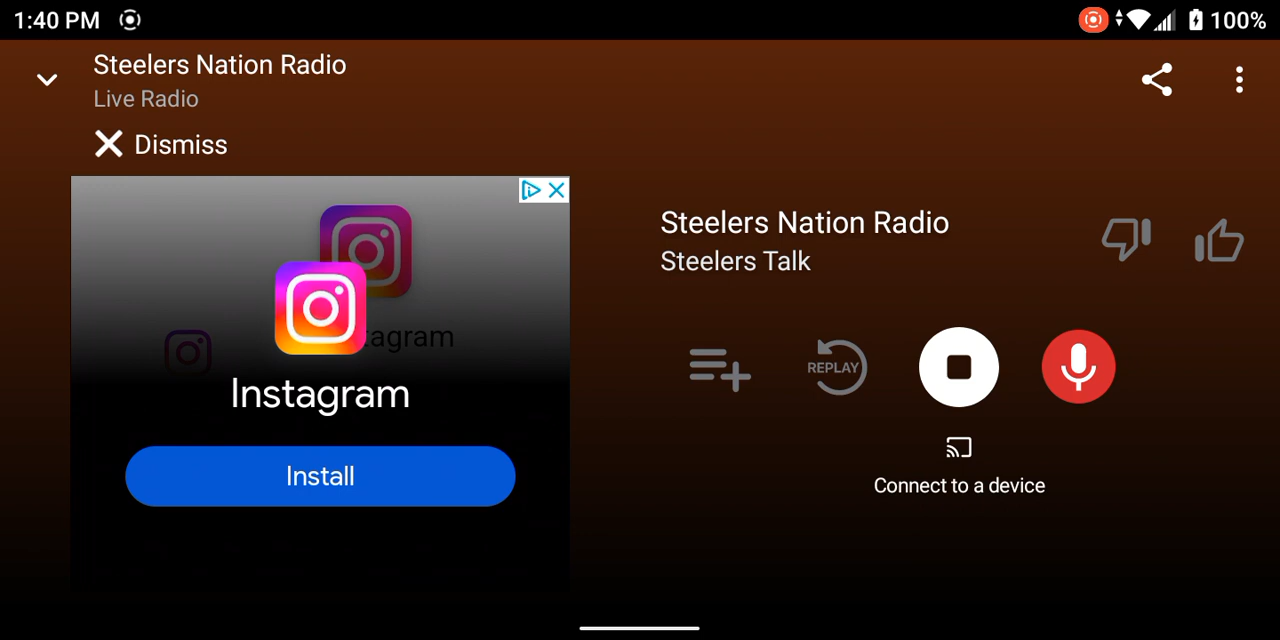 1:40 PM
100%
Steelers Nation Radio
Live Radio
Dismiss
tagram
Instagram
Install
Steelers Nation Radio
Steelers Talk
REPLAY
Connect to a device